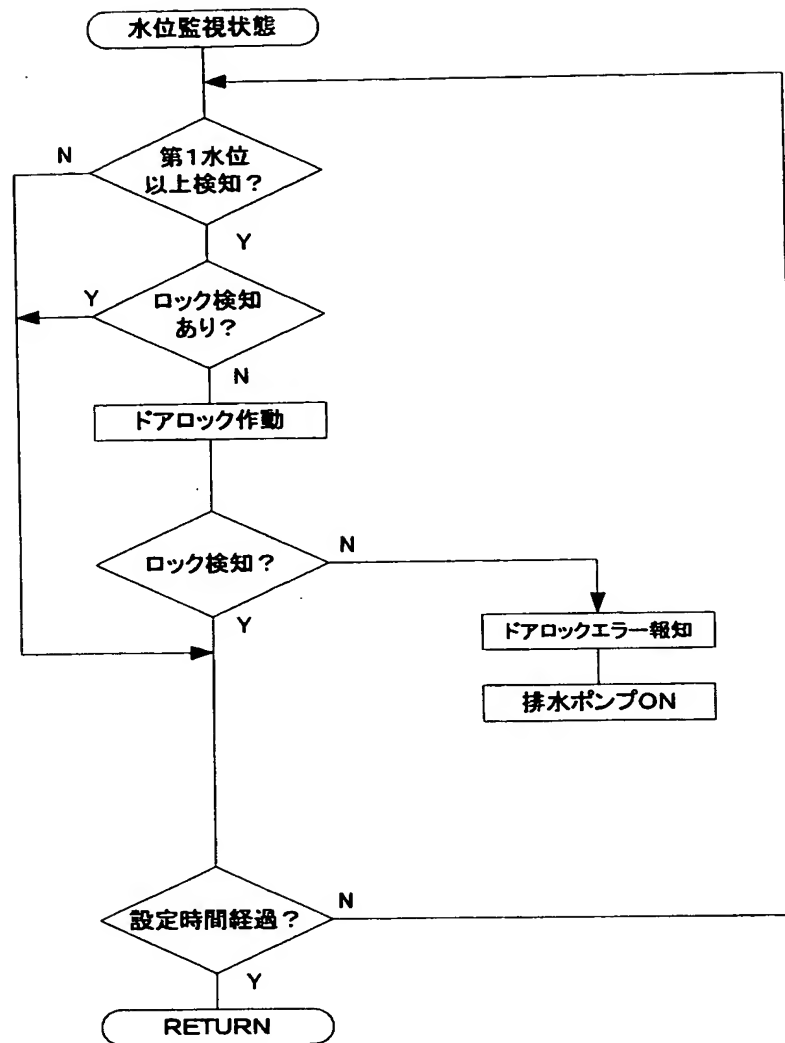 水位監視状態
N
第1水位
以上検知？
Y
Y
ロック検知
あり？
N
ドアロック作動
ロック検知？
N
Y
ドアロックエラー報知
排水ポンプON
設定時間経過？
N
Y
RETURN